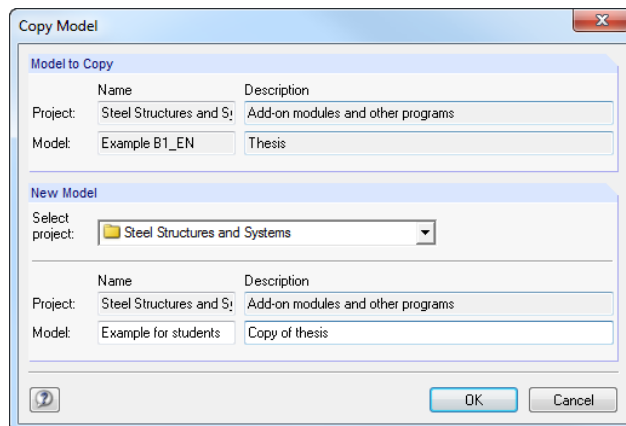 Copy Model
Model to Copy
Name Description
Project: Steel Structures and Sy Add-on modules and other programs
Model: Example B1_EN Thesis
New Model
Select
project: Steel Structures and Systems
Name Description
Project: Steel Structures and Sy Add-on modules and other programs
Model: Example for students Copy of thesis
OK Cancel